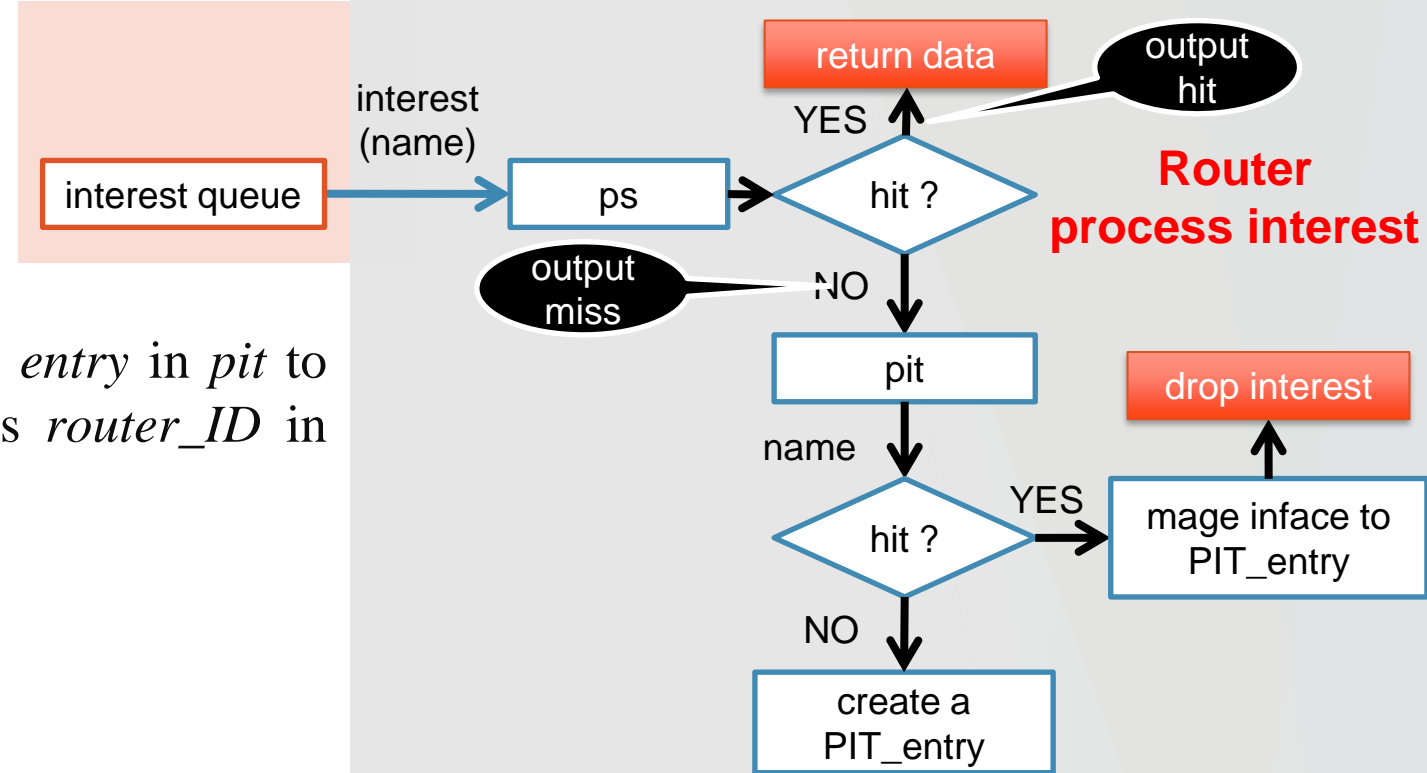 return data
output
hit
interest
(name)
YES
interest queue
ps
hit ?
Router
process interest
output
miss
NO
entry in pit to
s router_ID in
pit
drop interest
name
hit ?
YES
mage inface to
PIT_entry
NO
create a
PIT_entry